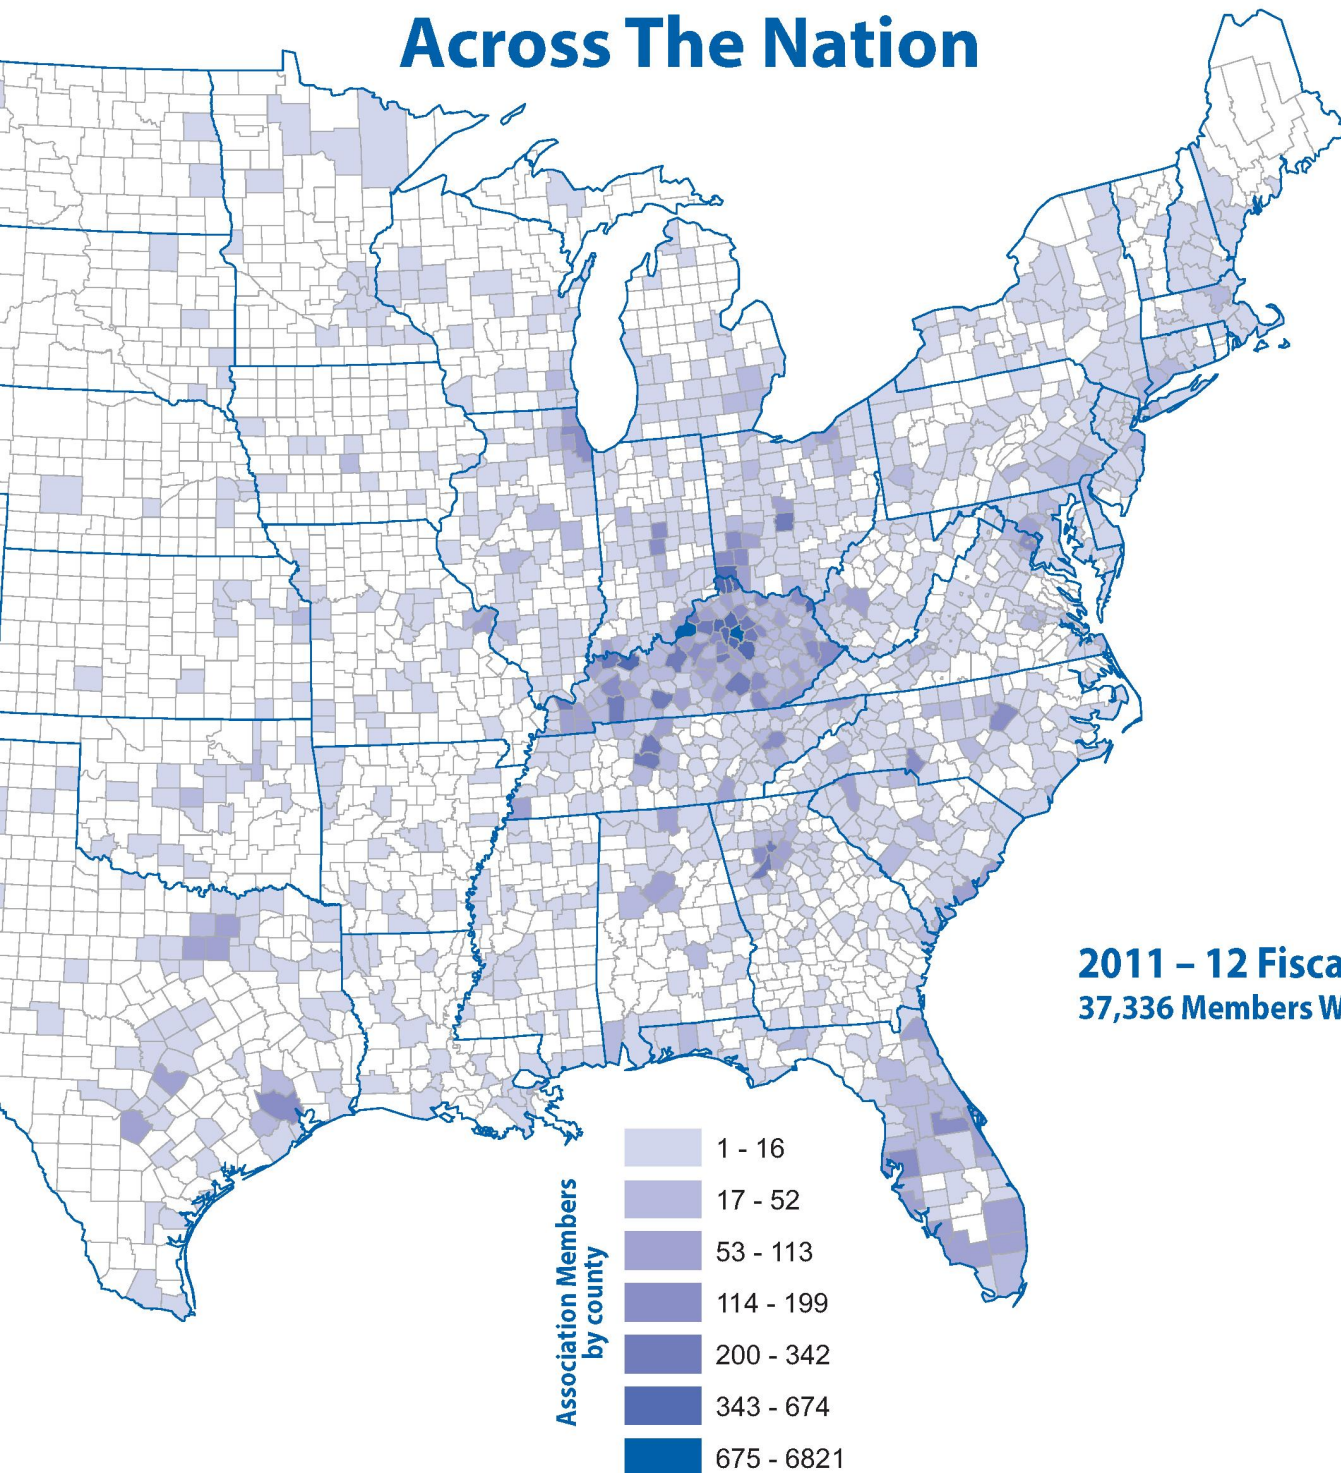 Across The Nation
2011 – 12 Fisca
37,336 Members W
Association Members
by county
1 - 16
17 - 52
53 - 113
114 - 199
200 - 342
343 - 674
675 - 6821